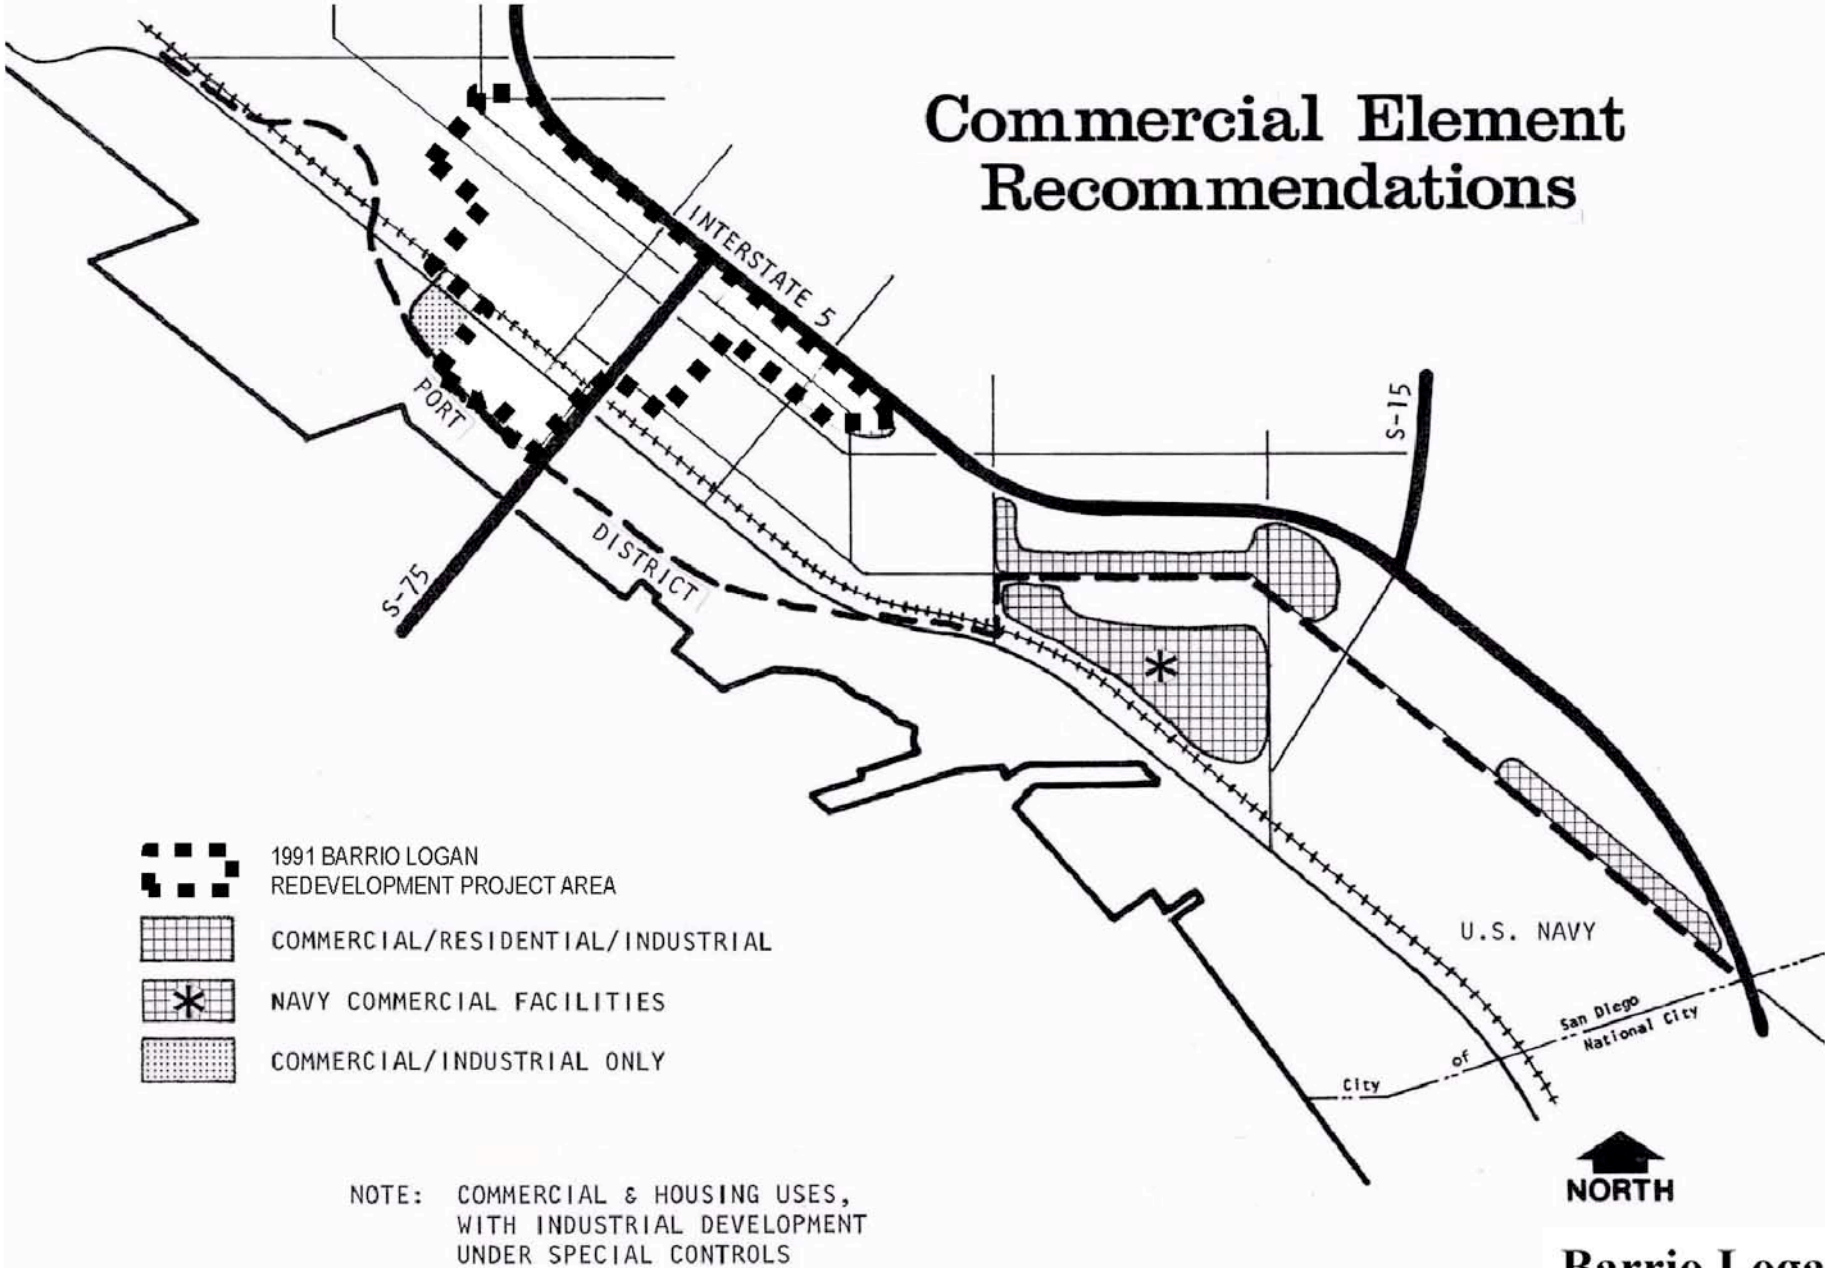 Commercial Element
Recommendations
INTERSTATE 5
S-15
PORT
DISTRICT
S-75
1991 BARRIO LOGAN
REDEVELOPMENT PROJECT AREA
COMMERCIAL/RESIDENTIAL/INDUSTRIAL
NAVY COMMERCIAL FACILITIES
COMMERCIAL/INDUSTRIAL ONLY
U.S. NAVY
San Diego
City of National City
NORTH
NOTE: COMMERCIAL & HOUSING USES,
WITH INDUSTRIAL DEVELOPMENT
UNDER SPECIAL CONTROLS
Barrio Loga